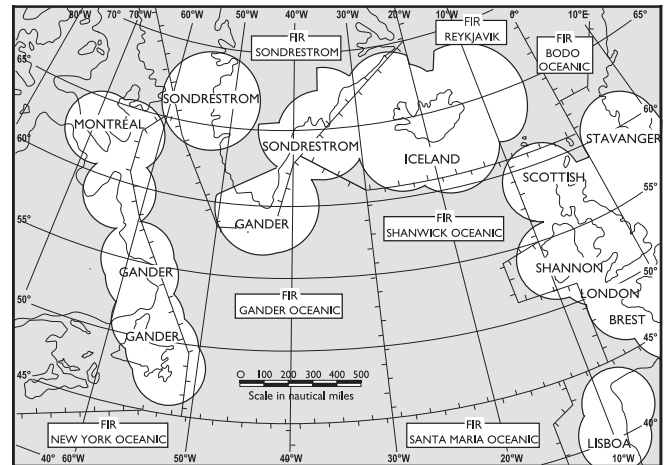 80°W 70°W 60°W 50°W 40°W 30°W 20°W 10°W 0° 10°E 65°
FIR
SONDRESTROM
FIR
REYKJAVIK
FIR
BODO
OCEANIC
65°
SONDRESTROM
MONTREAL
60°
60°
STAVANGER
SONDRESTROM
ICELAND
SCOTTISH
55°
55°
GANDER
FIR
SHANWICK OCEANIC
GANDER
SHANNON
50°
50°
LONDON
FIR
GANDER OCEANIC
BREST
GANDER
45°
45°
0 100 200 300 400 500
Scale in nautical miles
FIR
NEW YORK OCEANIC
FIR
SANTA MARIA OCEANIC
40°
LISBOA
40° 60°W 50°W 40°W 30°W 20°W 10°W